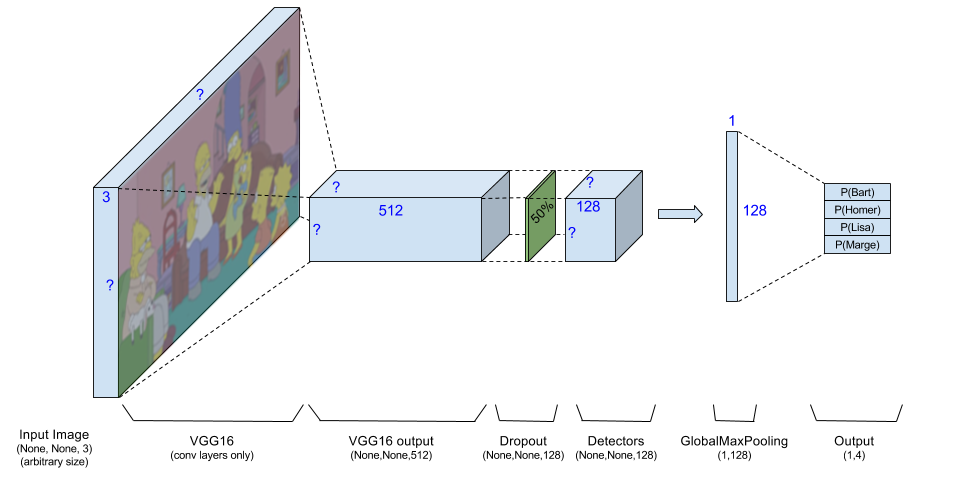 ?
3
?
?
512
?
50%
?
128
?
1
128
P(Bart)
P(Homer)
P(Lisa)
P(Marge)
Input Image
(None, None, 3)
(arbitrary size)
VGG16
(conv layers only)
VGG16 output
(None,None,512)
Dropout
(None,None,128)
Detectors
(None,None,128)
GlobalMaxPooling
(1,128)
Output
(1,4)